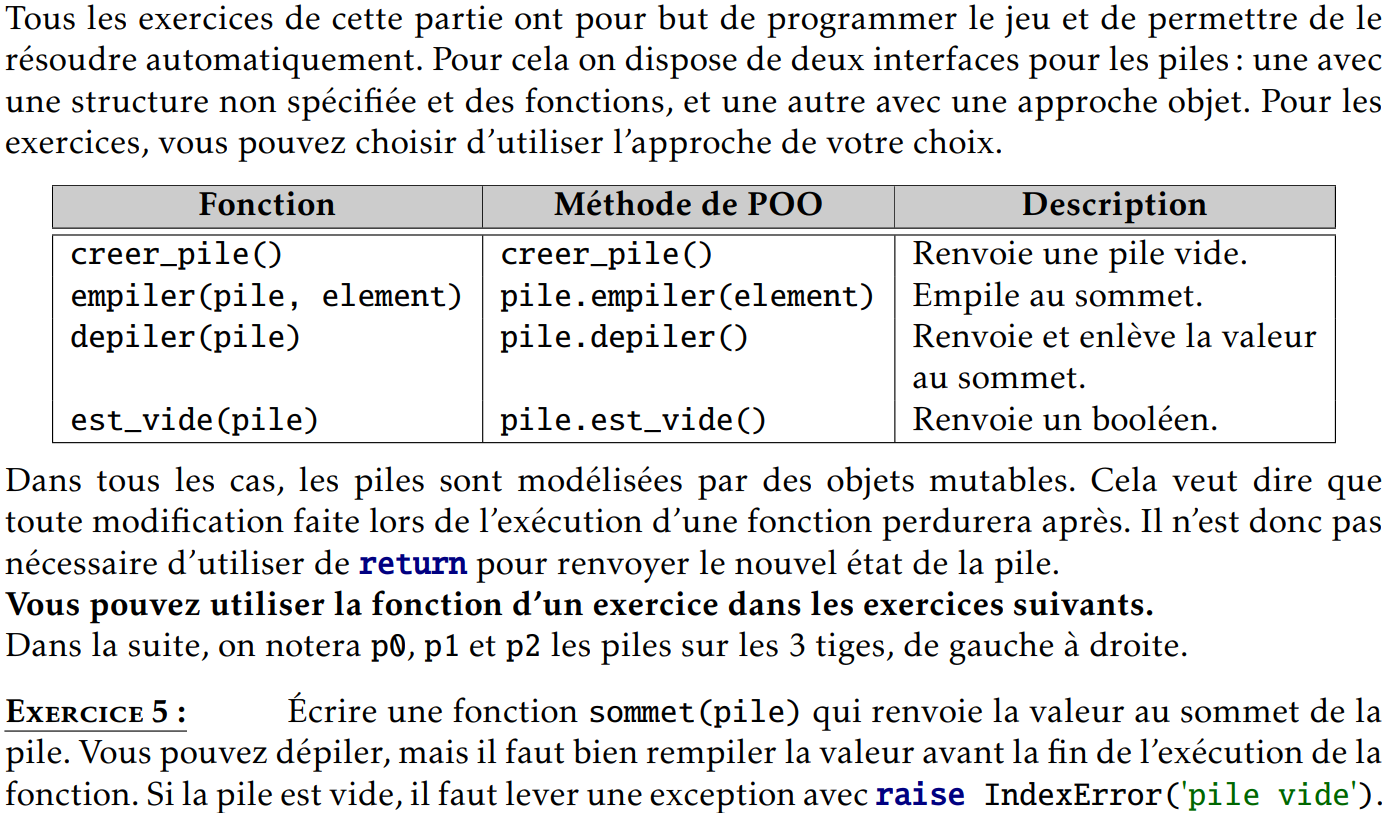 Tous les exercices de cette partie ont pour but de programmer le jeu et de permettre de le
résoudre automatiquement. Pour cela on dispose de deux interfaces pour les piles : une avec
une structure non spécifiée et des fonctions, et une autre avec une approche objet. Pour les
exercices, vous pouvez choisir d'utiliser l'approche de votre choix.
Fonction Méthode de POO Description
creer_pile() creer_pile() Renvoie une pile vide.
empiler(pile, element) pile.empiler(element) Empile au sommet.
depiler(pile) pile.depiler() Renvoie et enlève la valeur
au sommet.
est_vide(pile) pile.est_vide() Renvoie un booléen.
Dans tous les cas, les piles sont modélisées par des objets mutables. Cela veut dire que
toute modification faite lors de l'exécution d'une fonction perdurera après. Il n'est donc pas
nécessaire d'utiliser de return pour renvoyer le nouvel état de la pile.
Vous pouvez utiliser la fonction d'un exercice dans les exercices suivants.
Dans la suite, on notera p0, p1 et p2 les piles sur les 3 tiges, de gauche à droite.
Exercice 5 : Écrire une fonction sommet(pile) qui renvoie la valeur au sommet de la
pile. Vous pouvez dépiler, mais il faut bien rempiler la valeur avant la fin de l'exécution de la
fonction. Si la pile est vide, il faut lever une exception avec raise IndexError('pile vide').